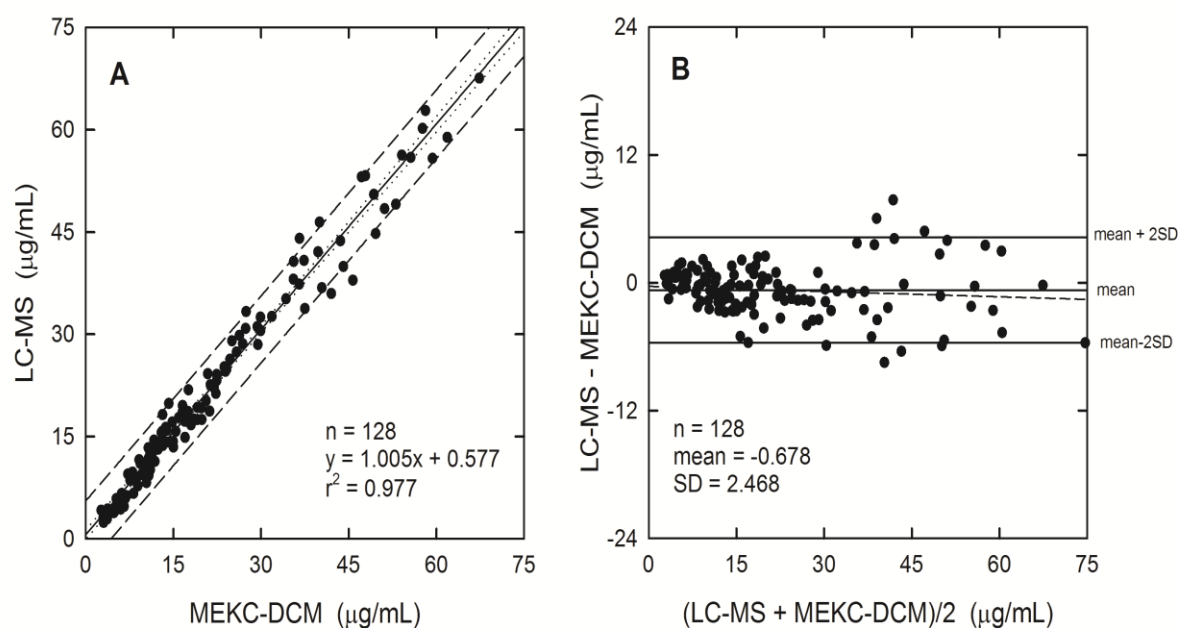 A
75
60
45
30
15
0
LC-MS (μg/mL)
n = 128
y = 1.005x + 0.577
r² = 0.977
0 15 30 45 60 75
MEKC-DCM (μg/mL)
B
24
12
0
-12
-24
LC-MS - MEKC-DCM (μg/mL)
mean + 2SD
mean
mean-2SD
n = 128
mean = -0.678
SD = 2.468
0 15 30 45 60 75
(LC-MS + MEKC-DCM)/2 (μg/mL)